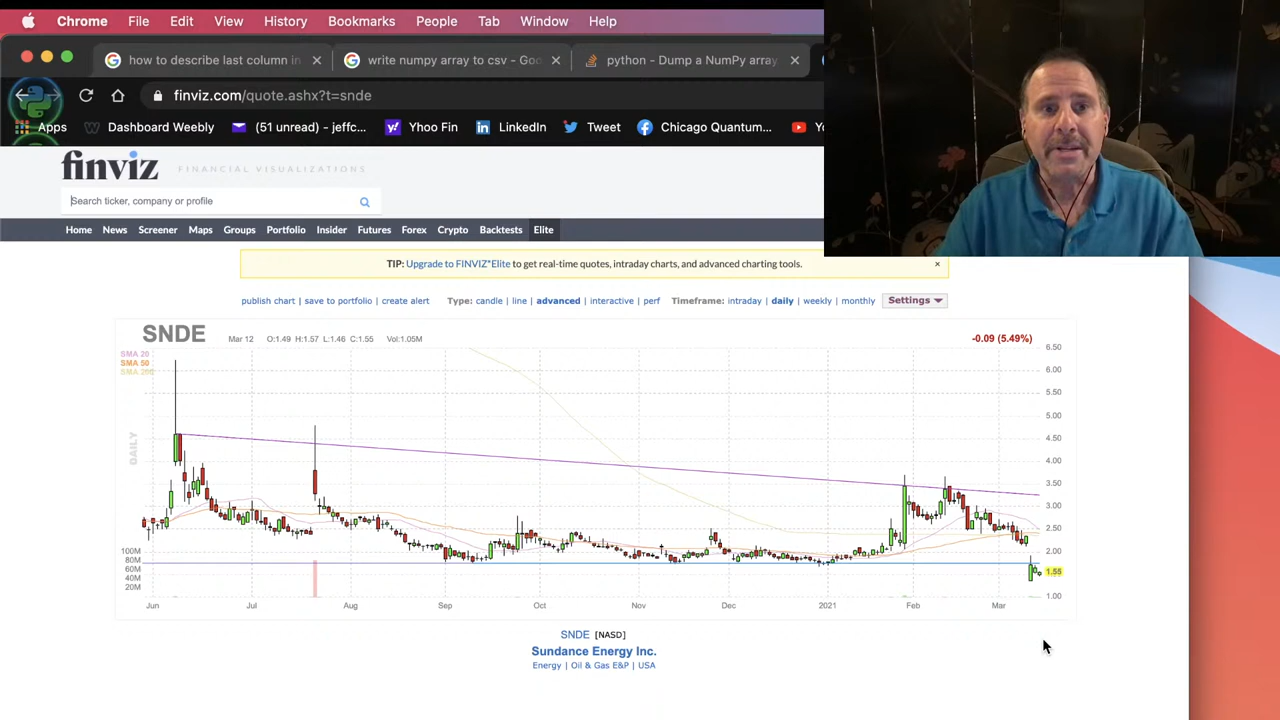 Chrome File Edit View History Bookmarks People Tab Window Help
how to describe last column in
write numpy array to csv - Goo
python - Dump a NumPy array
finviz.com/quote.ashx?t=snde
Apps Dashboard Weekly (51 unread) - jeffc... Yhoo Fin LinkedIn Tweet Chicago Quantum...
finviz FINANCIAL VISUALIZATIONS
Search ticker, company or profile
Home News Screener Maps Groups Portfolio Insider Futures Forex Crypto Backtests Elite
TIP: Upgrade to FINVIZ*Elite to get real-time quotes, intraday charts, and advanced charting tools.
publish chart | save to portfolio | create alert Type: candle | line | advanced | interactive | perf Timeframe: intraday | daily | weekly | monthly Settings
SNDE Mar 12 O:1.49 H:1.57 L:1.46 C:1.55 Vol:1.05M -0.09 (5.49%)
SMA 20
SMA 50
SMA 200
DAILY
6.50
6.00
5.50
5.00
4.50
4.00
3.50
3.00
2.50
2.00
1.55
1.00
100M
80M
60M
40M
20M
Jun Jul Aug Sep Oct Nov Dec 2021 Feb Mar
SNDE [NASD]
Sundance Energy Inc.
Energy | Oil & Gas E&P | USA